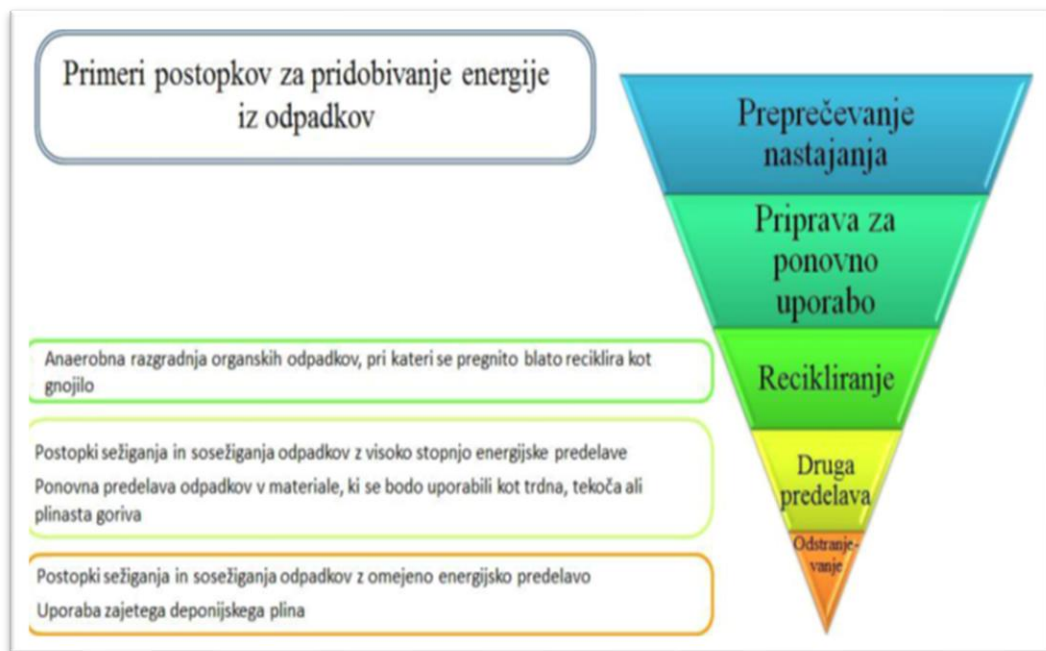 Primeri postopkov za pridobivanje energije
iz odpadkov
Preprečevanje
nastajanja
Priprava za
ponovno
uporabo
Anaerobna razgradnja organskih odpadkov, pri kateri se pregnito blato reciklira kot
gnojilo
Recikliranje
Postopki sežiganja in sosežiganja odpadkov z visoko stopnjo energijske predelave
Ponovna predelava odpadkov v materiale, ki se bodo uporabili kot trdna, tekoča ali
plinasta goriva
Druga
predelava
Odstranje-
vanje
Postopki sežiganja in sosežiganja odpadkov z omejeno energijsko predelavo
Uporaba zajetega deponijskega plina